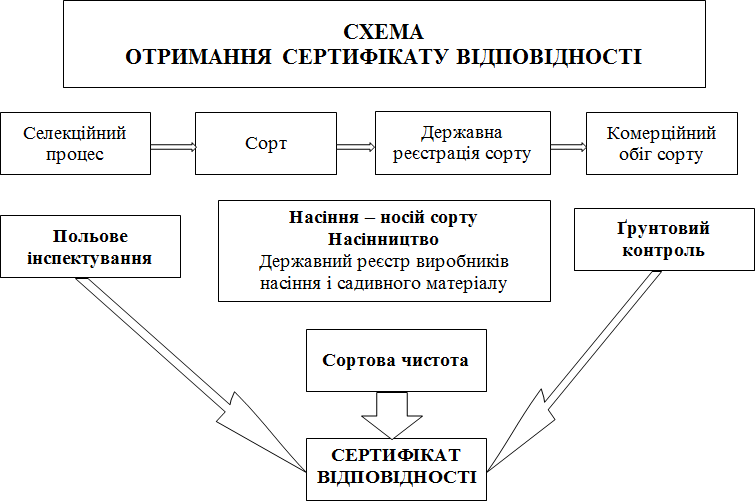 СХЕМА
ОТРИМАННЯ СЕРТИФІКАТУ ВІДПОВІДНОСТІ
Селекційний
процес
Сорт
Державна
реєстрація сорту
Комерційний
обіг сорту
Польове
інспектування
Насіння – носій сорту
Насінництво
Державний реєстр виробників
насіння і садивного матеріалу
Ґрунтовий
контроль
Сортова чистота
СЕРТИФІКАТ
ВІДПОВІДНОСТІ